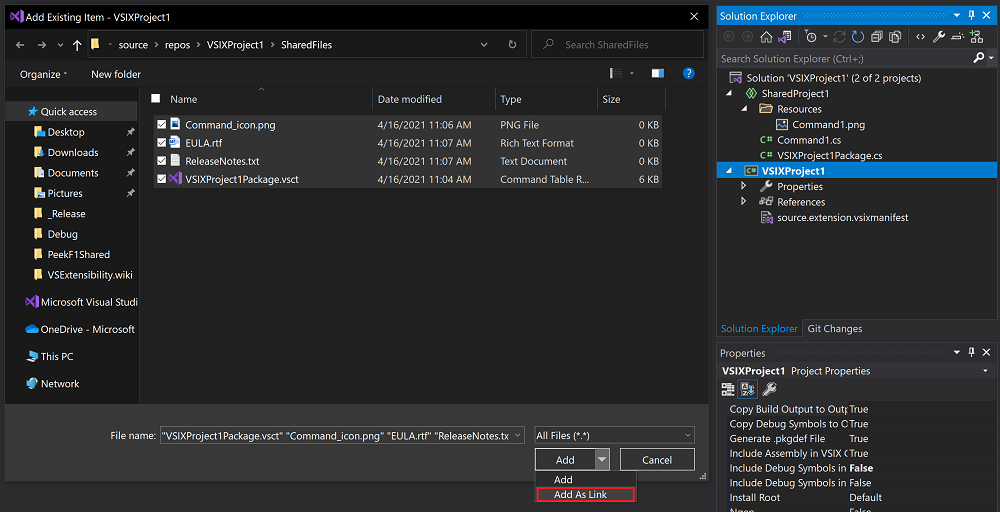 Add Existing Item - VSIXProject1
source › repos › VSIXProject1 › SharedFiles
Search SharedFiles
Organize
New folder
Quick access
Desktop
Downloads
Documents
Pictures
_Release
Debug
PeekF1Shared
VSExtensibility.wiki
Microsoft Visual Studi
OneDrive - Microsoft
This PC
Network
Name Date modified Type Size
Command_icon.png 4/16/2021 11:06 AM PNG File 0 KB
EULA.rtf 4/16/2021 11:06 AM Rich Text Format 0 KB
ReleaseNotes.txt 4/16/2021 11:06 AM Text Document 0 KB
VSIXProject1Package.vsct 4/16/2021 11:04 AM Command Table R... 6 KB
File name: "VSIXProject1Package.vsct" "Command_icon.png" "EULA.rtf" "ReleaseNotes.tx
All Files (*.*)
Add
Cancel
Add
Add As Link
Solution Explorer
Search Solution Explorer (Ctrl+;)
Solution 'VSIXProject1' (2 of 2 projects)
SharedProject1
Resources
Command1.png
C# Command1.cs
C# VSIXProject1Package.cs
C# VSIXProject1
Properties
References
source.extension.vsixmanifest
Solution Explorer Git Changes
Properties
VSIXProject1 Project Properties
Copy Build Output to Outp True
Copy Debug Symbols to O True
Generate .pkgdef File True
Include Assembly in VSIX C True
Include Debug Symbols in False
Include Debug Symbols in False
Install Root Default